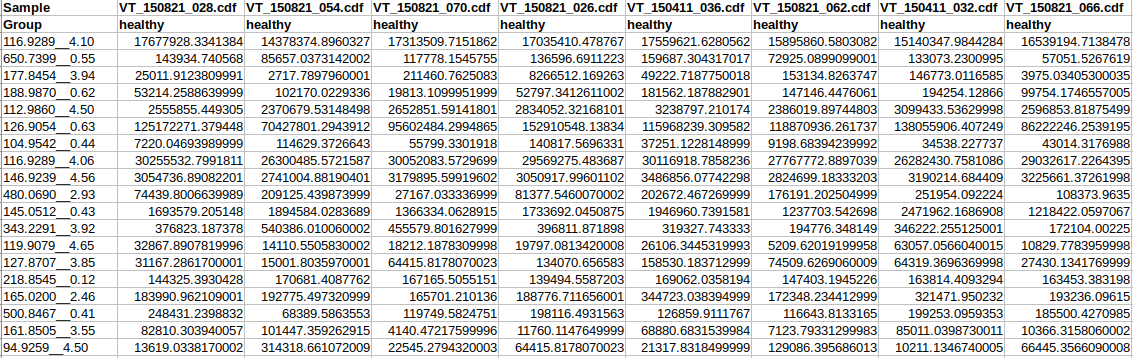 Sample VT_150821_028.cdf VT_150821_054.cdf VT_150821_070.cdf VT_150821_026.cdf VT_150411_036.cdf VT_150821_062.cdf VT_150411_032.cdf VT_150821_066.cdf
Group healthy healthy healthy healthy healthy healthy healthy healthy
116.9289__4.10 17677928.3341384 14378374.8960327 17313509.7151862 17035410.478767 17559621.6280562 15895860.5803082 15140347.9844284 16539194.7138478
650.7399__0.55 143934.740568 85657.0373142002 117778.1545755 136596.6911223 159687.304317017 72925.0899099001 133073.2300995 57051.5267619
177.8454__3.94 25011.9123809991 2717.7897960001 211460.7625083 8266512.169263 49222.7187750018 153134.8263747 146773.0116585 3975.03405300035
188.9870__0.62 53214.2588639999 102170.0229336 19813.1099951999 52797.3412611002 181562.187882901 147146.4476061 194254.12866 99754.1746557005
112.9860__4.50 2555855.449305 2370679.53148498 2652851.59141801 2834052.32168101 3238797.210174 2386019.89744803 3099433.53629998 2596853.81875499
126.9054__0.63 125172271.379448 70427801.2943912 95602484.2994865 152910548.13834 115968239.309582 118870936.261737 138055906.407249 86222246.2539195
104.9542__0.44 7220.04693989999 114629.3726643 55799.3301918 140817.5696331 37251.1228148999 9198.68394239992 34538.227737 43014.3176988
116.9289__4.06 30255532.7991811 26300485.5721587 30052083.5729699 29569275.483687 30116918.7858236 27767772.8897039 26282430.7581086 29032617.2264395
146.9239__4.56 3054736.89082201 2741004.88190401 3179895.59919602 3050917.99601102 3486856.07742298 2824699.18333203 3190214.684409 3225661.37261998
480.0690__2.93 74439.8006639989 209125.439873999 27167.033336999 81377.5460070002 202672.467269999 176191.202504999 251954.092224 108373.9635
145.0512__0.43 1693579.205148 1894584.0283689 1366334.0628915 1733692.0450875 1946960.7391581 1237703.542698 2471962.1686908 1218422.0597067
343.2291__3.92 376823.187378 540386.010060002 455579.801627999 396811.871898 319327.743333 194776.348149 346222.255125001 172104.00225
119.9079__4.65 32867.8907819996 14110.5505830002 18212.1878309998 19797.0813420008 26106.3445319993 5209.62019199958 63057.0566040015 10829.7783959998
127.8707__3.85 31167.2861700001 15001.8035970001 64415.8178070023 134070.656583 158530.183712999 74509.6269060009 64319.3696369998 27430.1341769999
218.8545__0.12 144325.3930428 170681.4087762 167165.5055151 139494.5587203 169062.0358194 147403.1945226 163814.4093294 163453.383198
165.0200__2.46 183990.962109001 192775.497320999 165701.210136 188776.711656001 344723.038394999 172348.234412999 321471.950232 193236.09615
500.8467__0.41 248431.2398832 68389.5863553 119749.5824751 198116.4931563 126859.9111767 116643.8133165 199253.0959353 185500.4270985
161.8505__3.55 82810.303940057 101447.359262915 4140.47217599996 11760.1147649999 68880.6831539984 7123.79331299983 85011.0398730011 10366.3158060002
94.9259__4.50 13619.0338170002 314318.661072009 22545.2794320003 64415.8178070023 21317.8318499999 129086.395686013 10211.1346740005 66445.3566090008